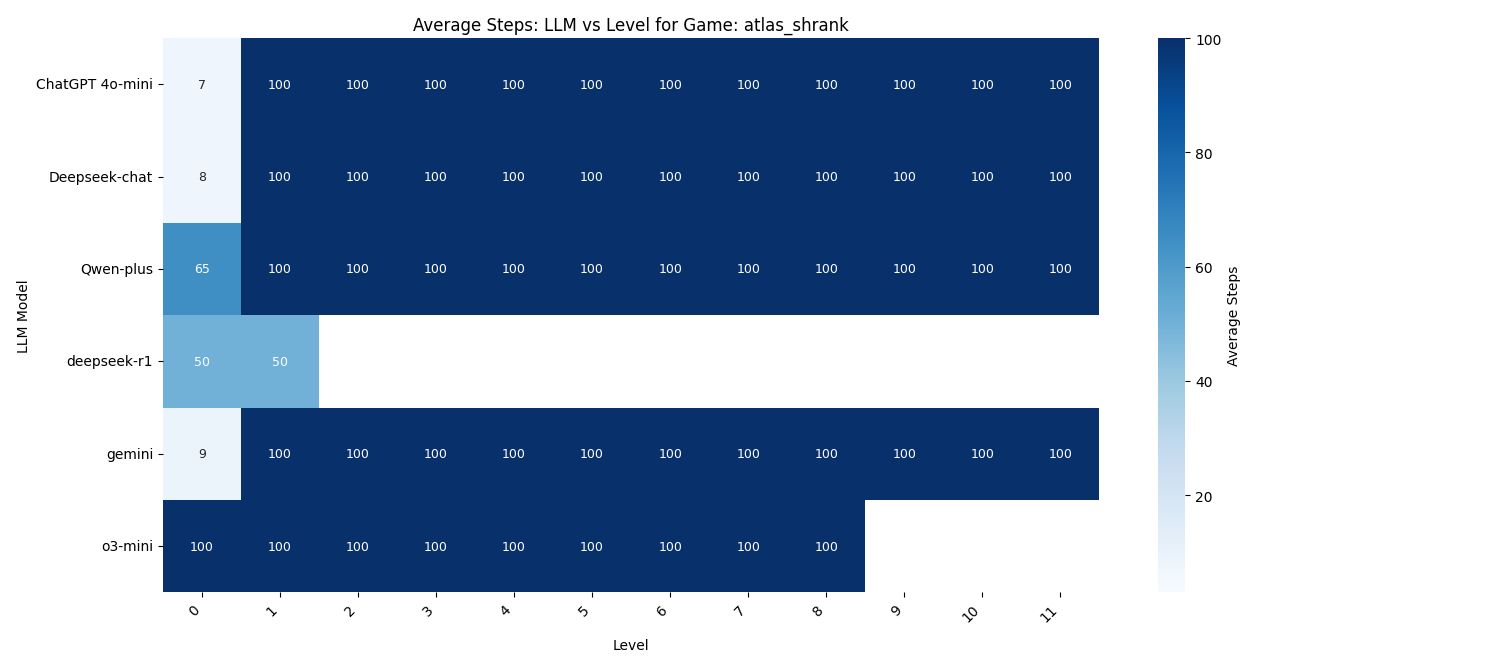 Average Steps: LLM vs Level for Game: atlas_shrank
LLM Model
ChatGPT 4o-mini 7 100 100 100 100 100 100 100 100 100 100 100
Deepseek-chat 8 100 100 100 100 100 100 100 100 100 100 100
Qwen-plus 65 100 100 100 100 100 100 100 100 100 100 100
deepseek-r1 50 50
gemini 9 100 100 100 100 100 100 100 100 100 100 100
o3-mini 100 100 100 100 100 100 100 100 100
0 1 2 3 4 5 6 7 8 9 10 11
Level
100
80
60
40
20
Average Steps